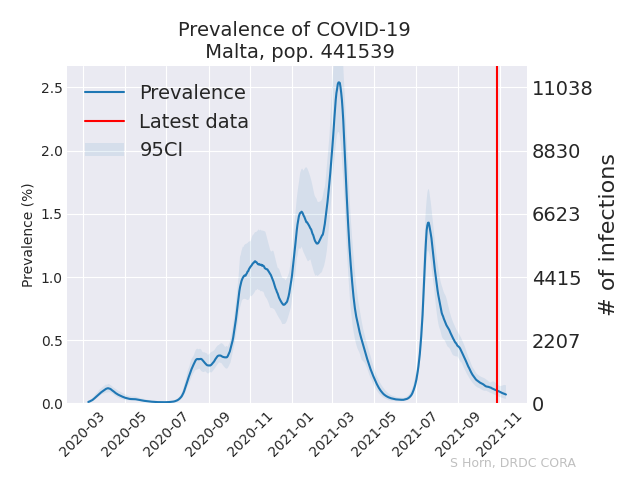 Prevalence of COVID-19
Malta, pop. 441539
Prevalence
Latest data
95CI
Prevalence (%)
2.5
2.0
1.5
1.0
0.5
0.0
11038
8830
6623
4415
2207
0
# of infections
2020-03
2020-05
2020-07
2020-09
2020-11
2021-01
2021-03
2021-05
2021-07
2021-09
2021-11
S Horn, DRDC CORA